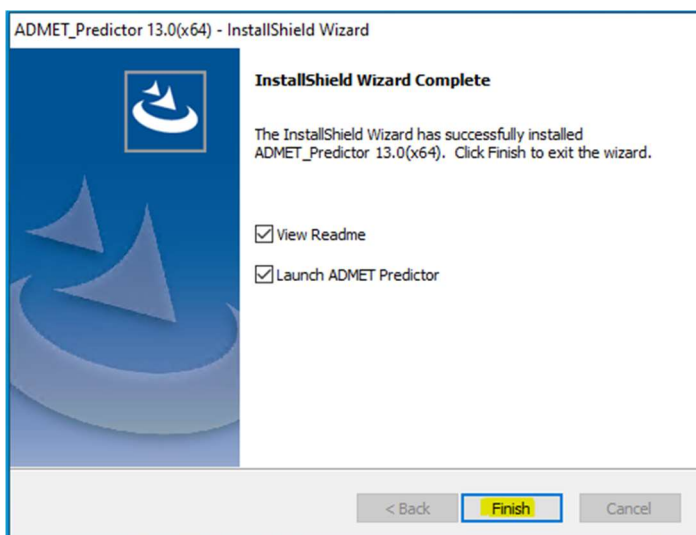 ADMET_Predictor 13.0(x64) - InstallShield Wizard
InstallShield Wizard Complete
The InstallShield Wizard has successfully installed
ADMET_Predictor 13.0(x64). Click Finish to exit the wizard.
View Readme
Launch ADMET Predictor
< Back
Finish
Cancel